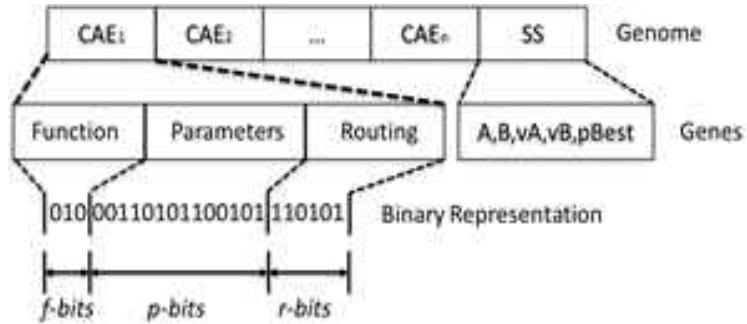 CAE₁ CAE₂ ... CAEₙ SS Genome
Function Parameters Routing A,B,vA,vB,pBest Genes
010 00110101100101 110101 Binary Representation
f-bits p-bits r-bits